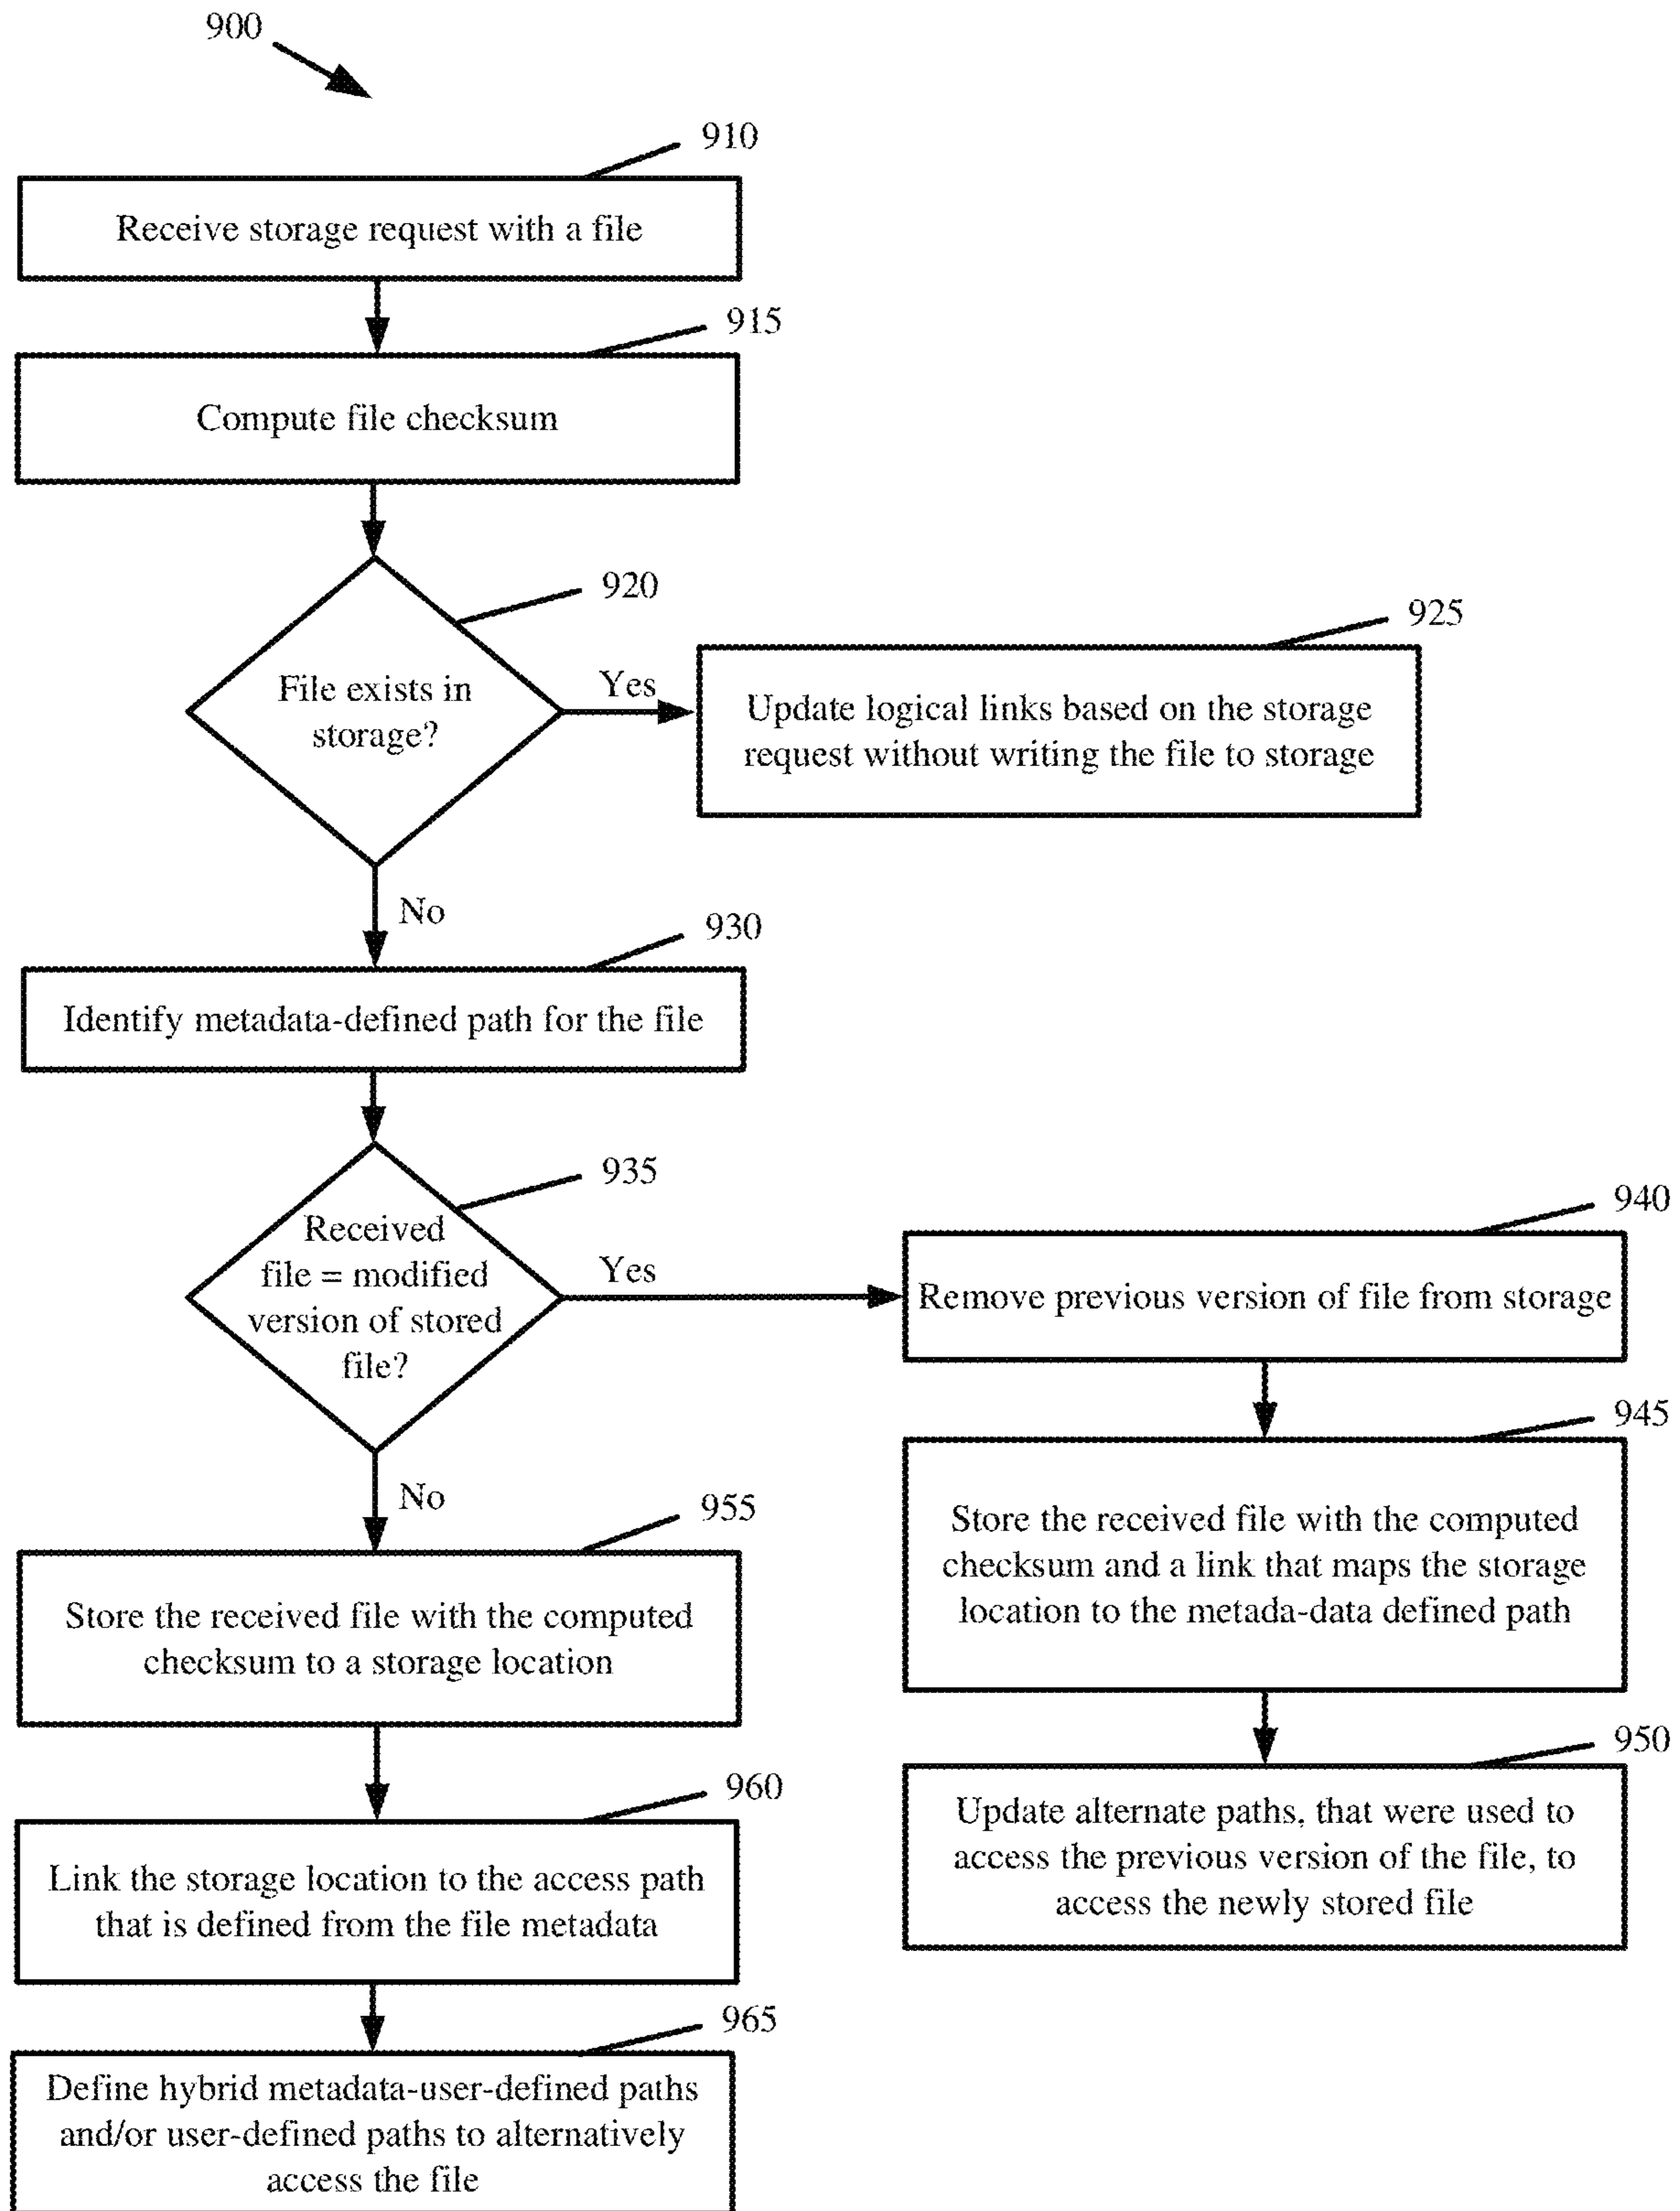 900
910
Receive storage request with a file
915
Compute file checksum
920
File exists in
storage?
Yes
925
Update logical links based on the storage
request without writing the file to storage
No
930
Identify metadata-defined path for the file
935
Received
file = modified
version of stored
file?
Yes
940
Remove previous version of file from storage
945
Store the received file with the computed
checksum and a link that maps the storage
location to the metada-data defined path
950
Update alternate paths, that were used to
access the previous version of the file, to
access the newly stored file
No
955
Store the received file with the computed
checksum to a storage location
960
Link the storage location to the access path
that is defined from the file metadata
965
Define hybrid metadata-user-defined paths
and/or user-defined paths to alternatively
access the file